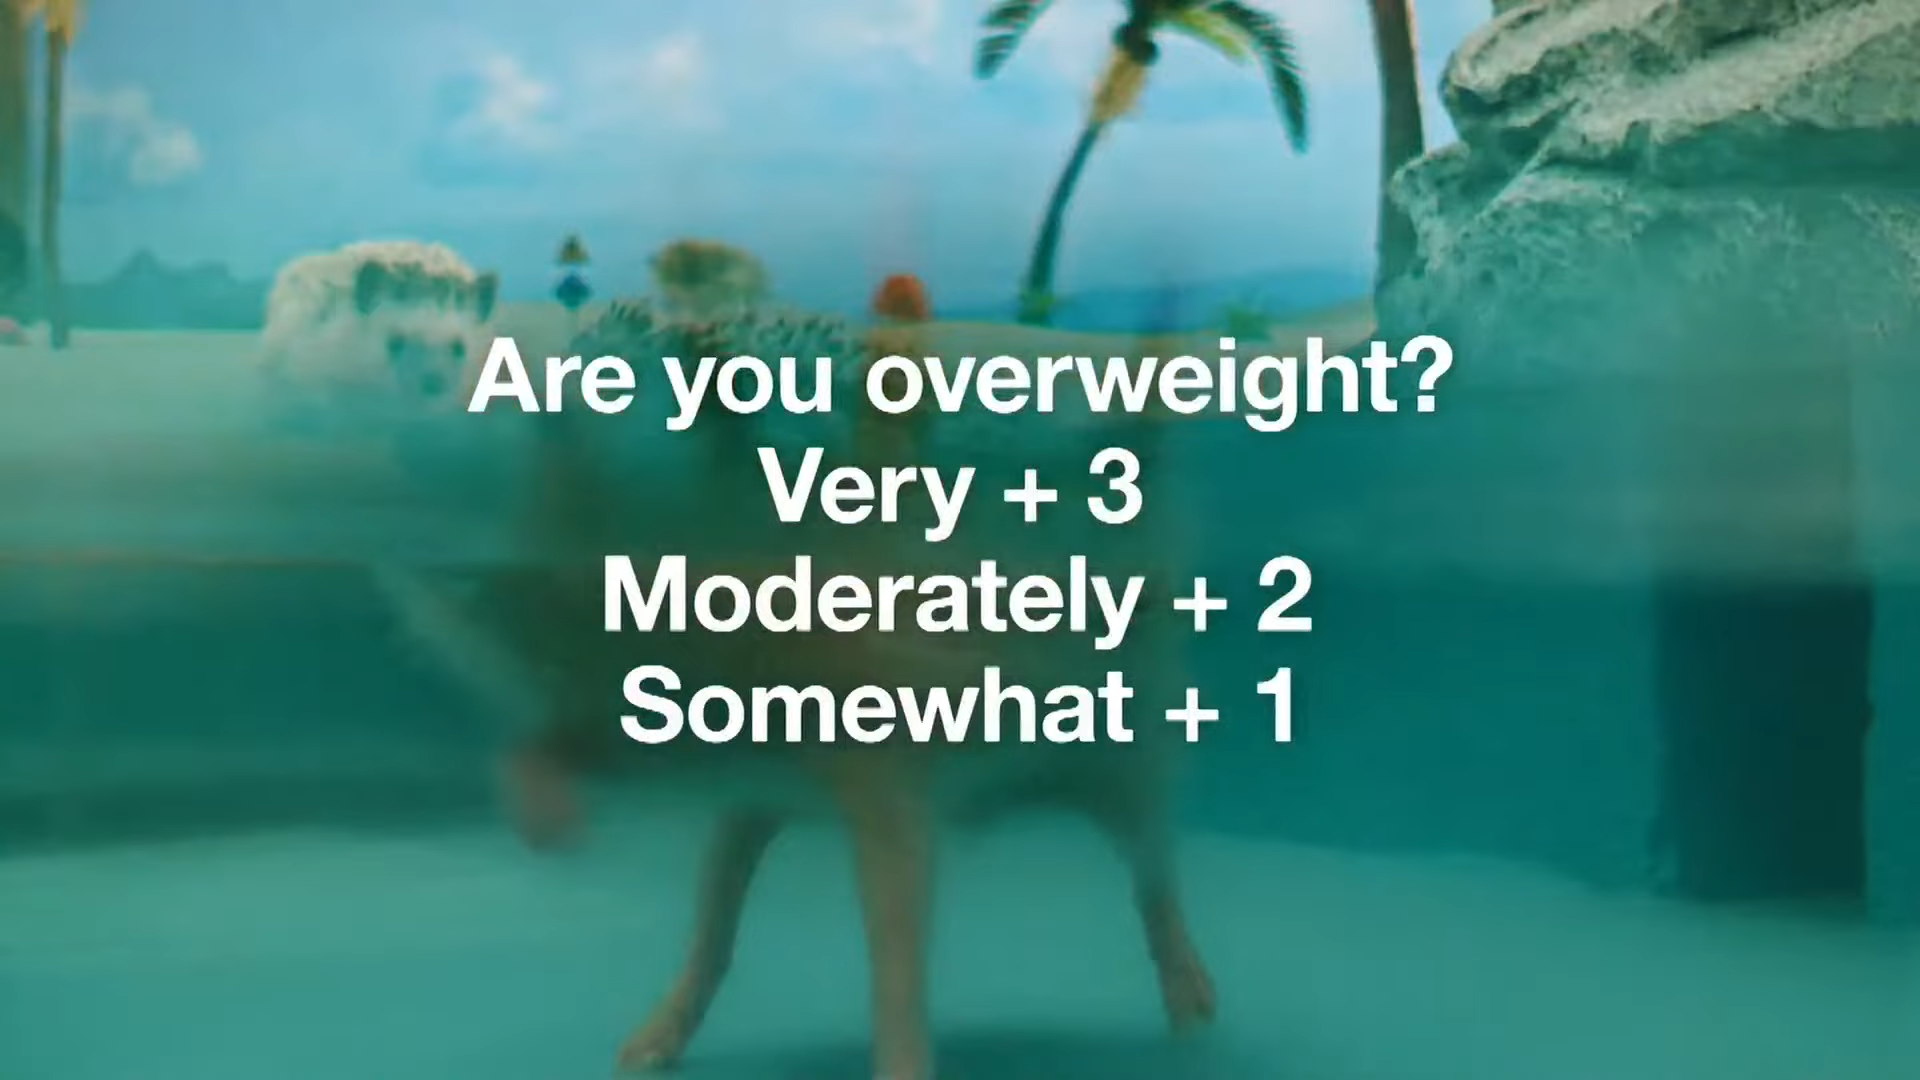 Are you overweight?
Very + 3
Moderately + 2
Somewhat + 1